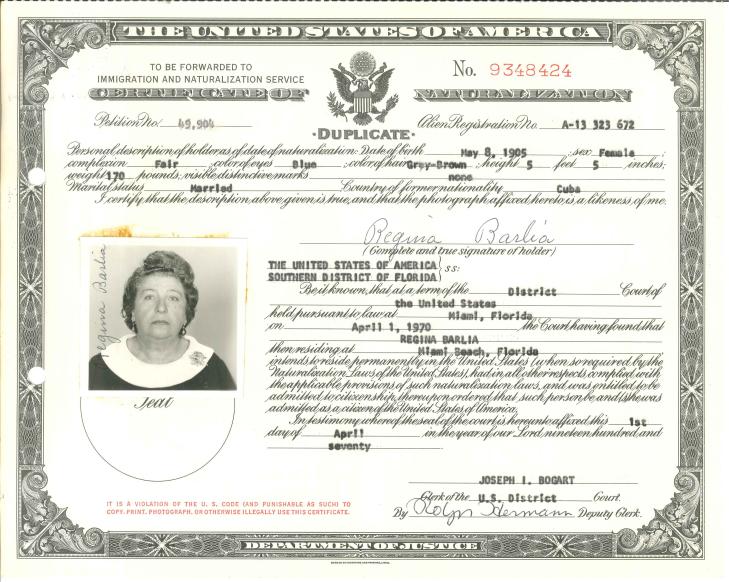 THE UNITED STATES OF AMERICA
TO BE FORWARDED TO
IMMIGRATION AND NATURALIZATION SERVICE
No. 9348424
CERTIFICATE OF NATURALIZATION
Petition No. 49,904
Alien Registration No. A-13 323 672
·DUPLICATE·
Personal description of holder as of date of naturalization: Date of birth May 8, 1905 ; sex Female ;
complexion Fair ; color of eyes Blue ; color of hair Grey-Brown ; height 5 feet 5 inches;
weight 170 pounds; visible distinctive marks none
Marital status Married Country of former nationality Cuba
I certify that the description above given is true, and that the photograph affixed hereto is a likeness of me.
Regina Barlia
(Complete and true signature of holder)
Regina Barlia
Seal
THE UNITED STATES OF AMERICA
SOUTHERN DISTRICT OF FLORIDA } ss:
Be it known, that at a term of the District Court of
the United States
held pursuant to law at Miami, Florida
on April 1, 1970 the Court having found that
REGINA BARLIA
then residing at Miami Beach, Florida
intends to reside permanently in the United States (when so required by the
Naturalization Laws of the United States), had in all other respects complied with
the applicable provisions of such naturalization laws, and was entitled to be
admitted to citizenship, thereupon ordered that such person be and (s)he was
admitted as a citizen of the United States of America.
In testimony whereof the seal of the court is hereunto affixed this 1st
day of April in the year of our Lord nineteen hundred and
seventy
JOSEPH I. BOGART
Clerk of the U.S. District Court.
By Hermann Deputy Clerk.
IT IS A VIOLATION OF THE U. S. CODE (AND PUNISHABLE AS SUCH) TO
COPY, PRINT, PHOTOGRAPH, OR OTHERWISE ILLEGALLY USE THIS CERTIFICATE.
DEPARTMENT OF JUSTICE